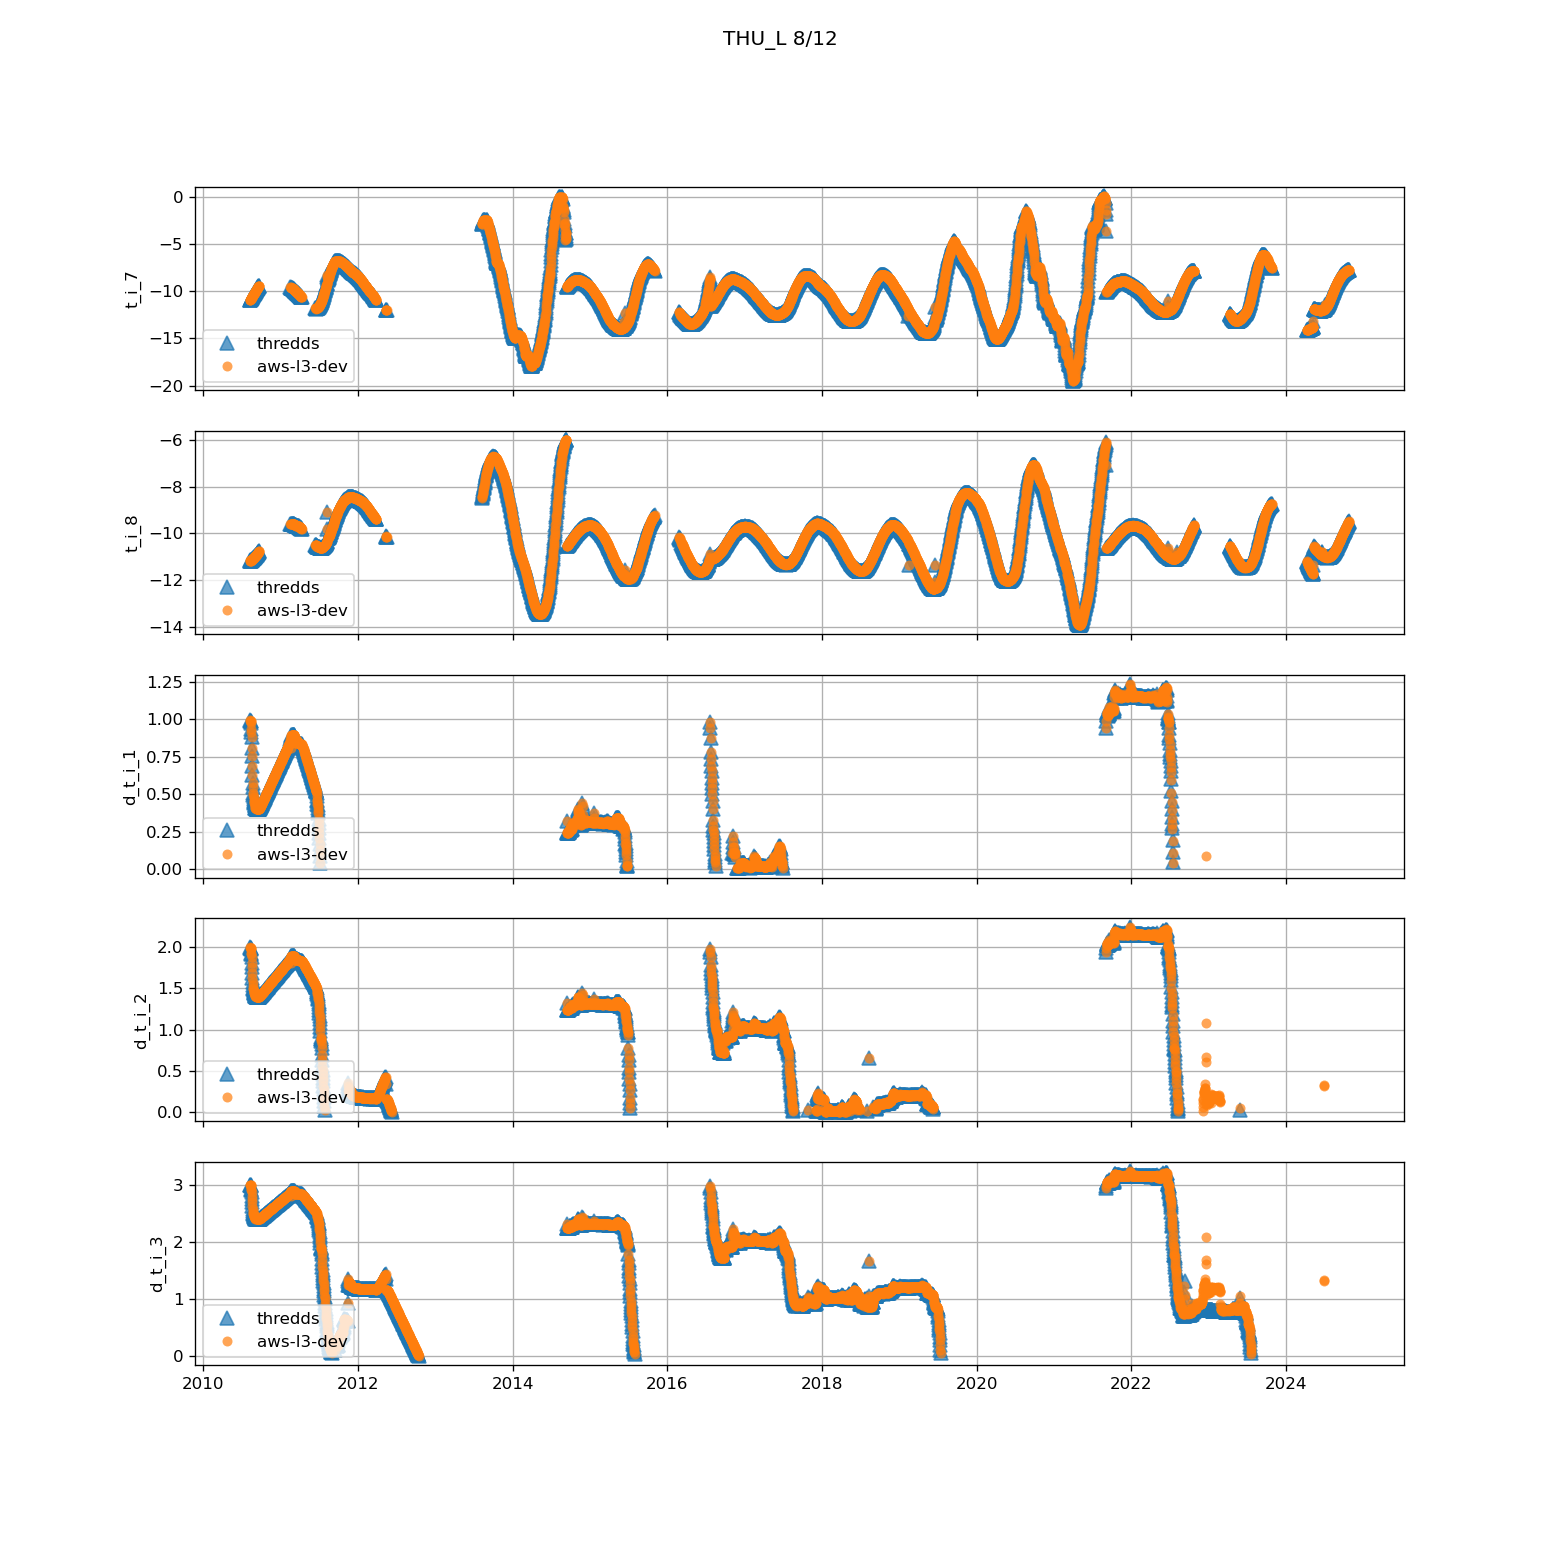 THU_L 8/12
0
−5
−10
−15
−20
t_i_7
thredds
aws-l3-dev
−6
−8
−10
−12
−14
t_i_8
thredds
aws-l3-dev
1.25
1.00
0.75
0.50
0.25
0.00
d_t_i_1
thredds
aws-l3-dev
2.0
1.5
1.0
0.5
0.0
d_t_i_2
thredds
aws-l3-dev
3
2
1
0
d_t_i_3
thredds
aws-l3-dev
2010 2012 2014 2016 2018 2020 2022 2024